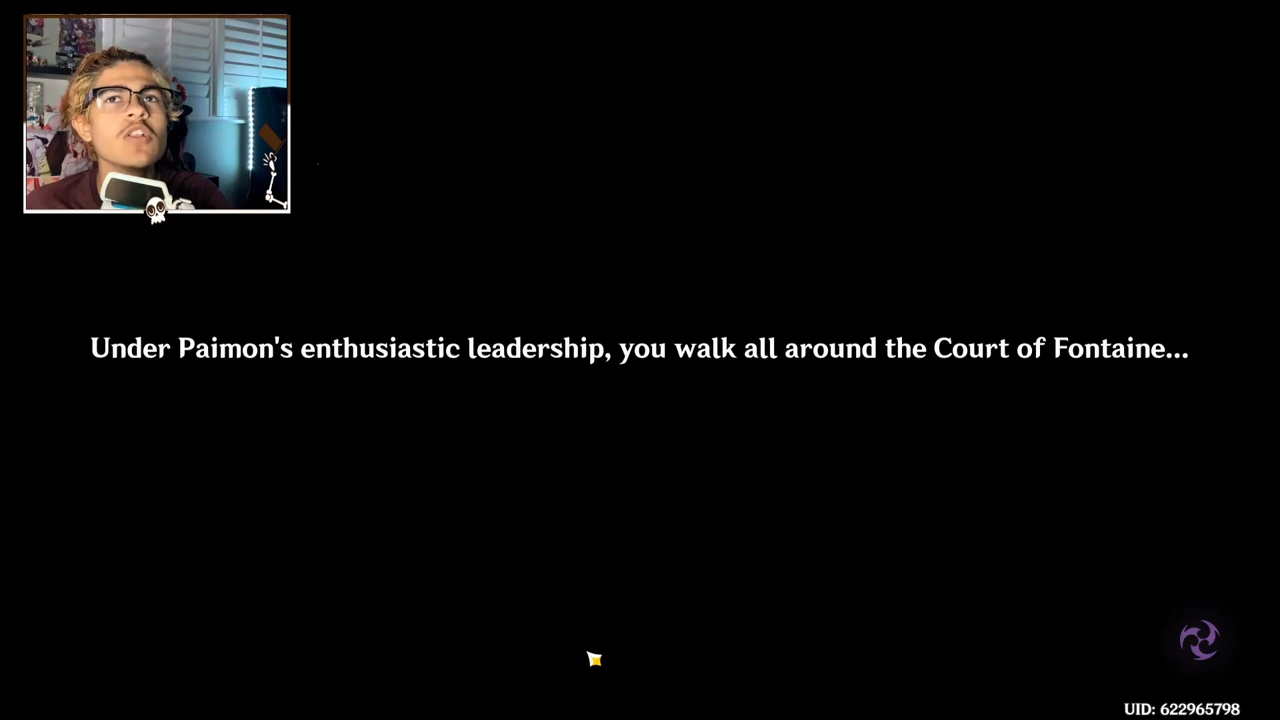 Under Paimon's enthusiastic leadership, you walk all around the Court of Fontaine...
UID: 622965798